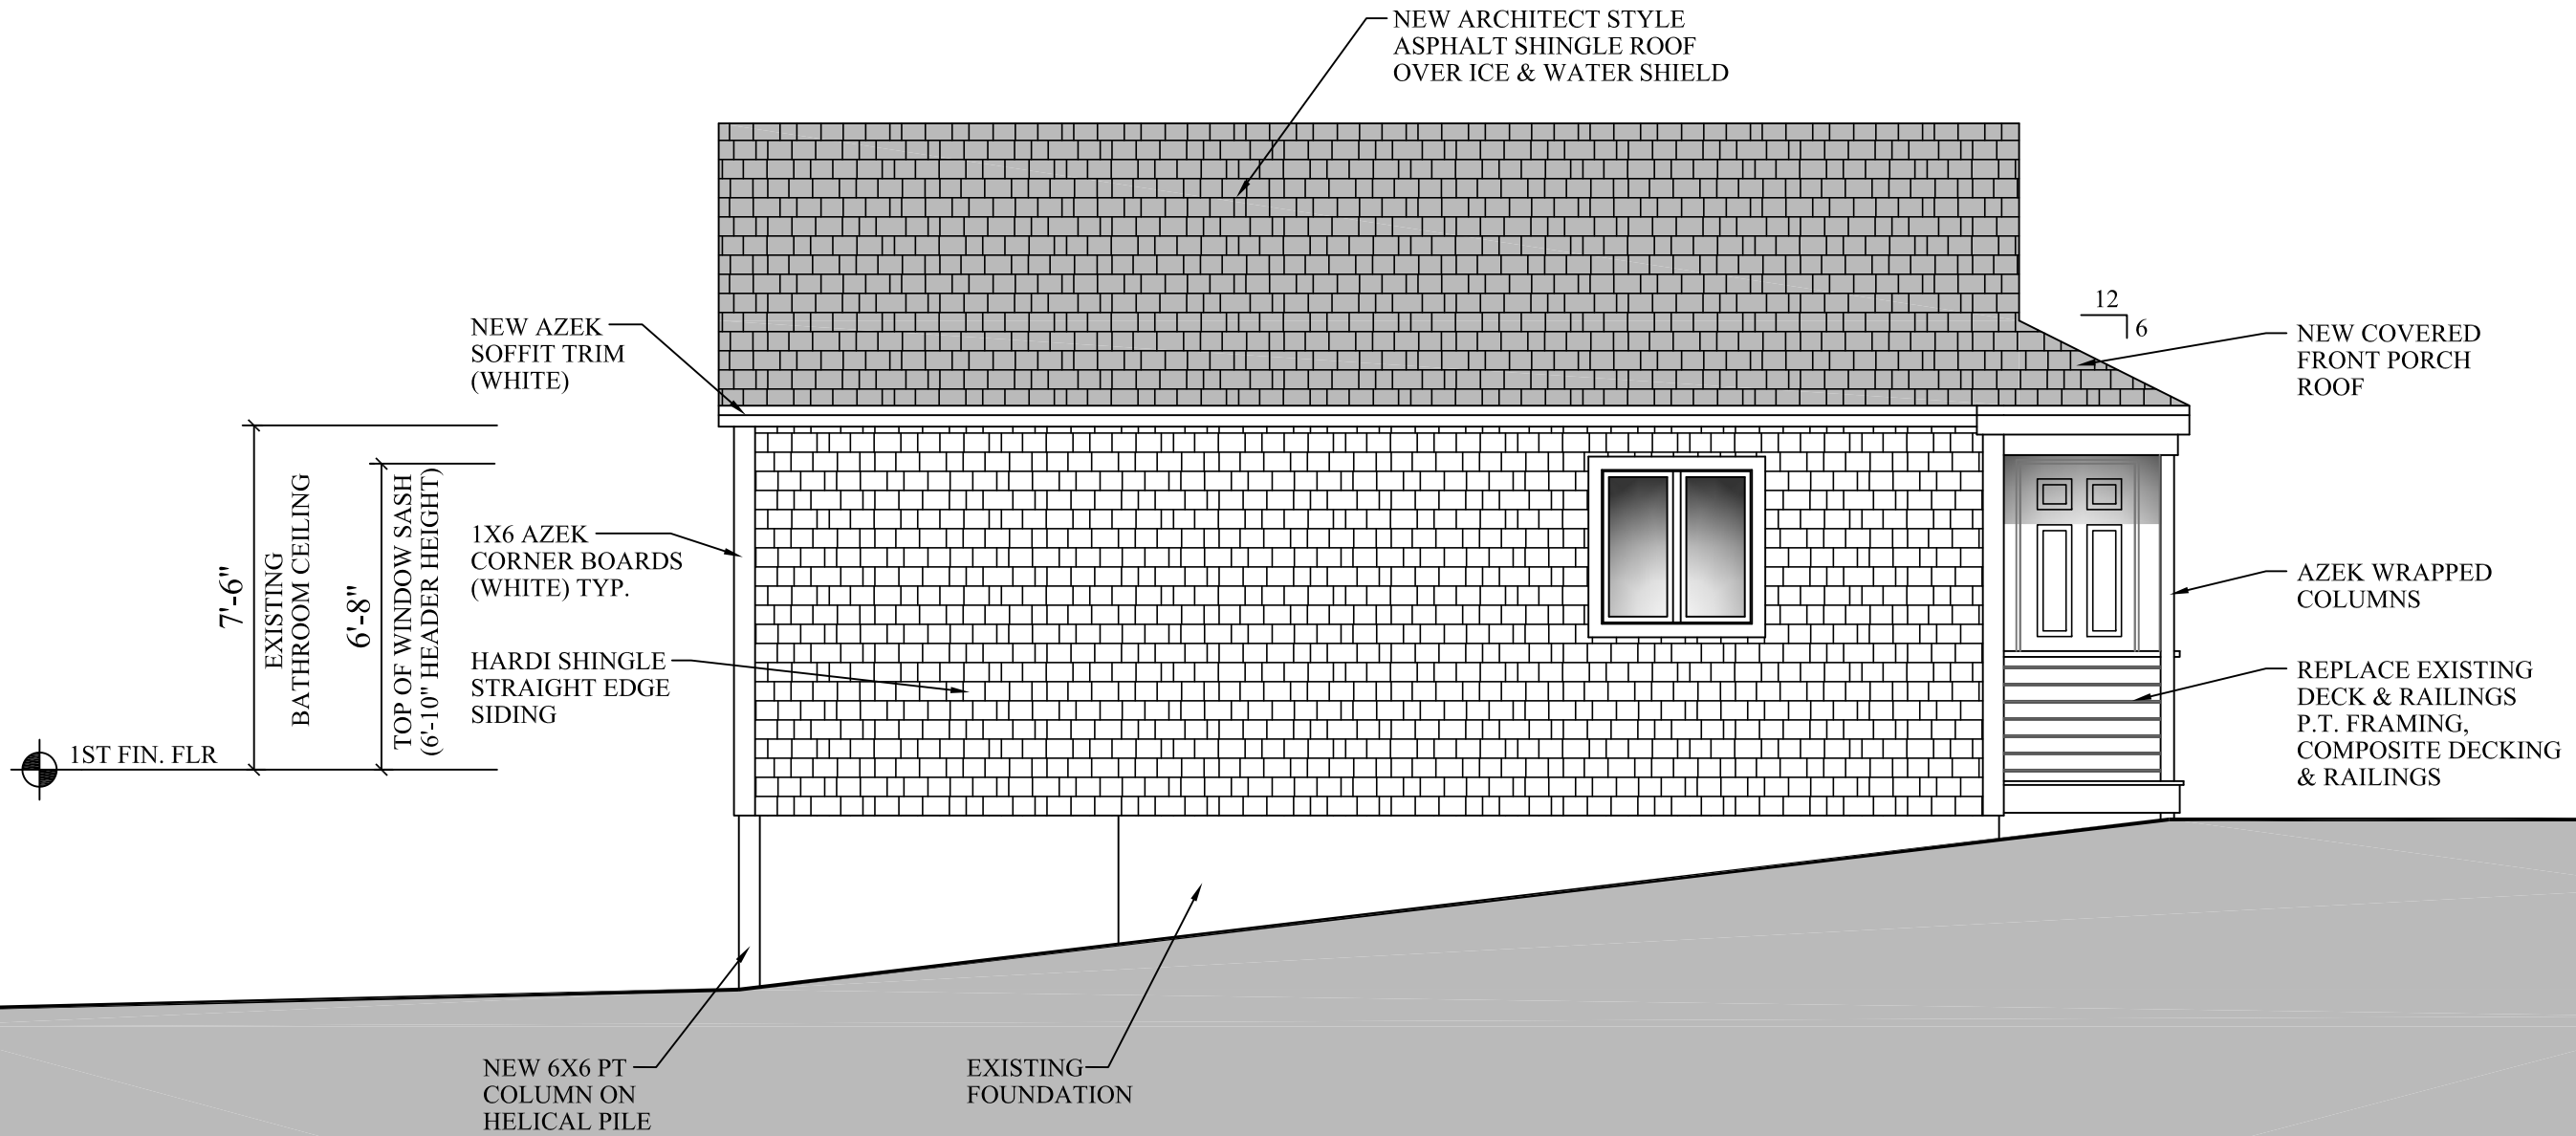 NEW ARCHITECT STYLE
ASPHALT SHINGLE ROOF
OVER ICE & WATER SHIELD
12
6
NEW AZEK
SOFFIT TRIM
(WHITE)
NEW COVERED
FRONT PORCH
ROOF
7'-6"
EXISTING
BATHROOM CEILING
6'-8"
TOP OF WINDOW SASH
(6'-10" HEADER HEIGHT)
1X6 AZEK
CORNER BOARDS
(WHITE) TYP.
AZEK WRAPPED
COLUMNS
HARDI SHINGLE
STRAIGHT EDGE
SIDING
REPLACE EXISTING
DECK & RAILINGS
P.T. FRAMING,
COMPOSITE DECKING
& RAILINGS
1ST FIN. FLR
NEW 6X6 PT
COLUMN ON
HELICAL PILE
EXISTING
FOUNDATION